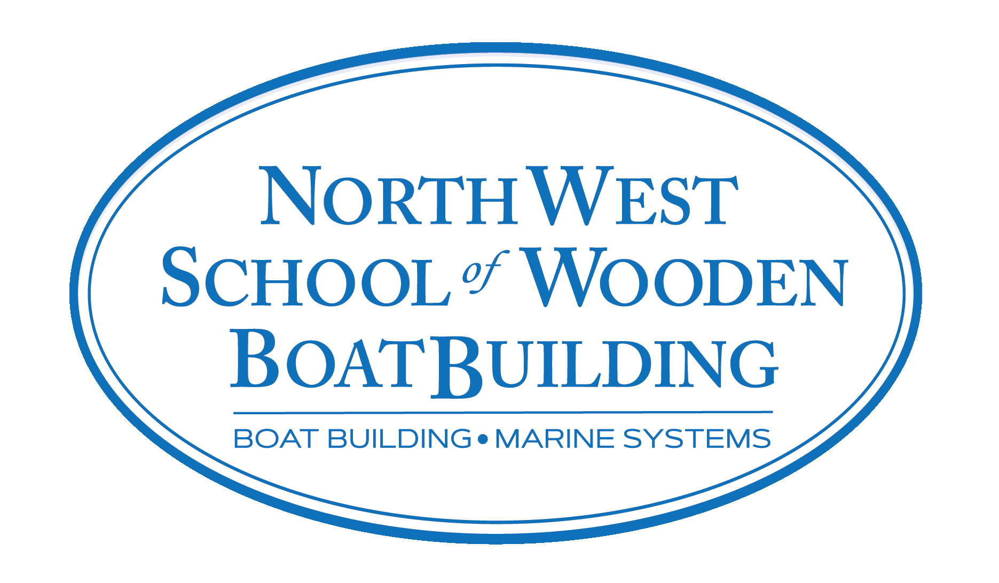 NORTHWEST
SCHOOL of WOODEN
BOATBUILDING
BOAT BUILDING • MARINE SYSTEMS